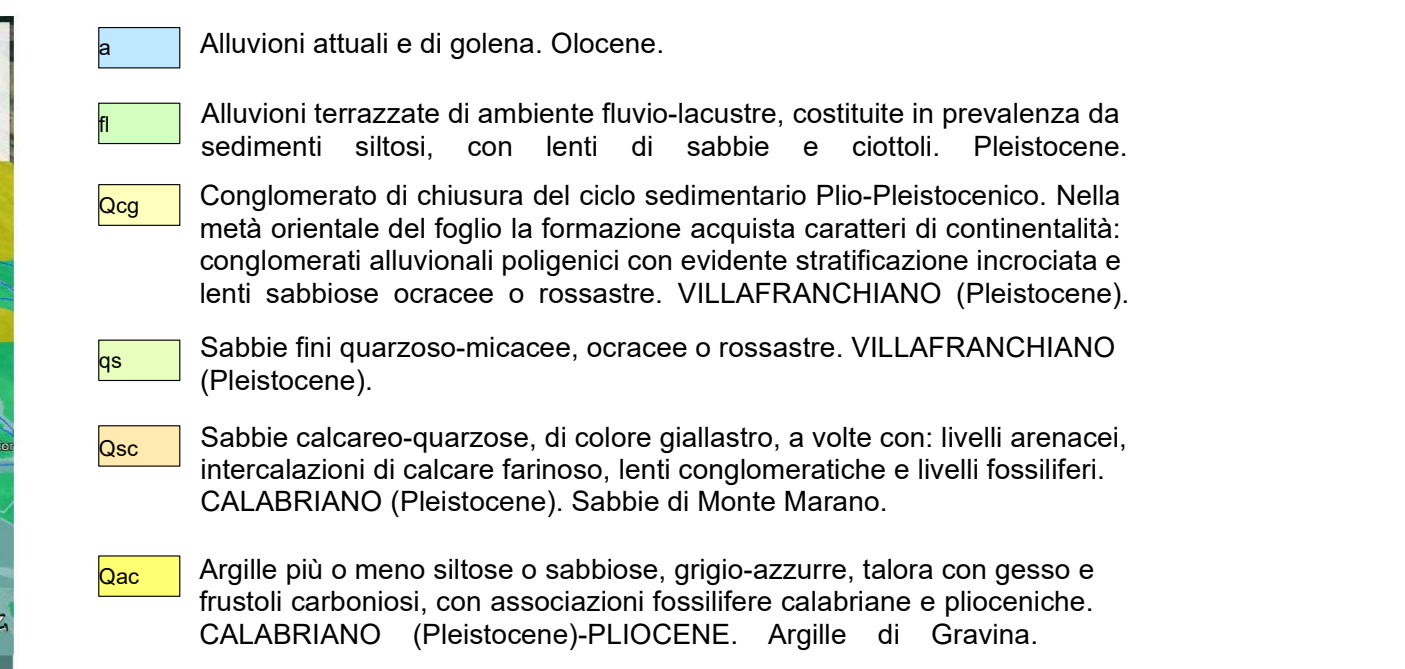 a
Alluvioni attuali e di golena. Olocene.
fl
Alluvioni terrazzate di ambiente fluvio-lacustre, costituite in prevalenza da
sedimenti siltosi, con lenti di sabbie e ciottoli. Pleistocene.
Qcg
Conglomerato di chiusura del ciclo sedimentario Plio-Pleistocenico. Nella
metà orientale del foglio la formazione acquista caratteri di continentalità:
conglomerati alluvionali poligenici con evidente stratificazione incrociata e
lenti sabbiose ocracee o rossastre. VILLAFRANCHIANO (Pleistocene).
qs
Sabbie fini quarzoso-micacee, ocracee o rossastre. VILLAFRANCHIANO
(Pleistocene).
Qsc
Sabbie calcareo-quarzose, di colore giallastro, a volte con: livelli arenacei,
intercalazioni di calcare farinoso, lenti conglomeratiche e livelli fossiliferi.
CALABRIANO (Pleistocene). Sabbie di Monte Marano.
Qac
Argille più o meno siltose o sabbiose, grigio-azzurre, talora con gesso e
frustoli carboniosi, con associazioni fossilifere calabriane e plioceniche.
CALABRIANO (Pleistocene)-PLIOCENE. Argille di Gravina.